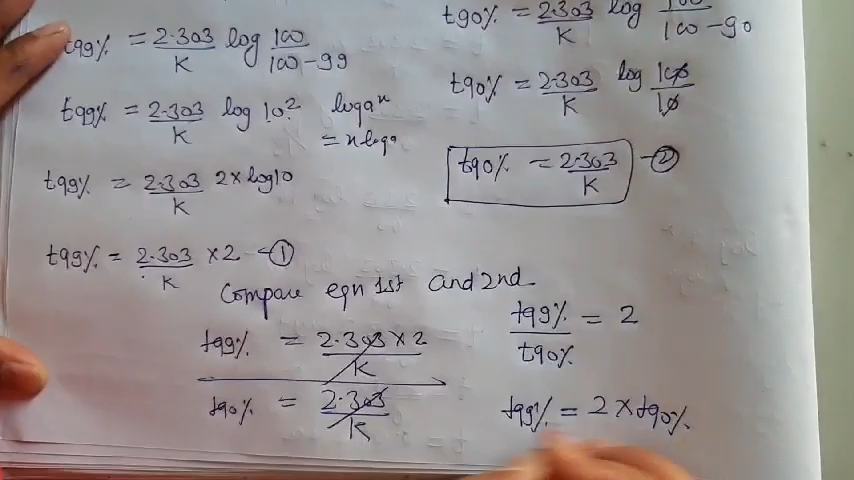 t99% = 2.303/K log 100/100-99
t99% = 2.303/K log 10² log aⁿ
= n log a
t99% = 2.303/K 2×log10
t99% = 2.303/K ×2 -①
t90% = 2.303/K log 100/100-90
t90% = 2.303/K log 100/10
t90% = 2.303/K -②
Compare eqn 1st and 2nd
t99% = 2.303×2/K
t90% = 2.303/K
t99%/t90% = 2
t99% = 2×t90%